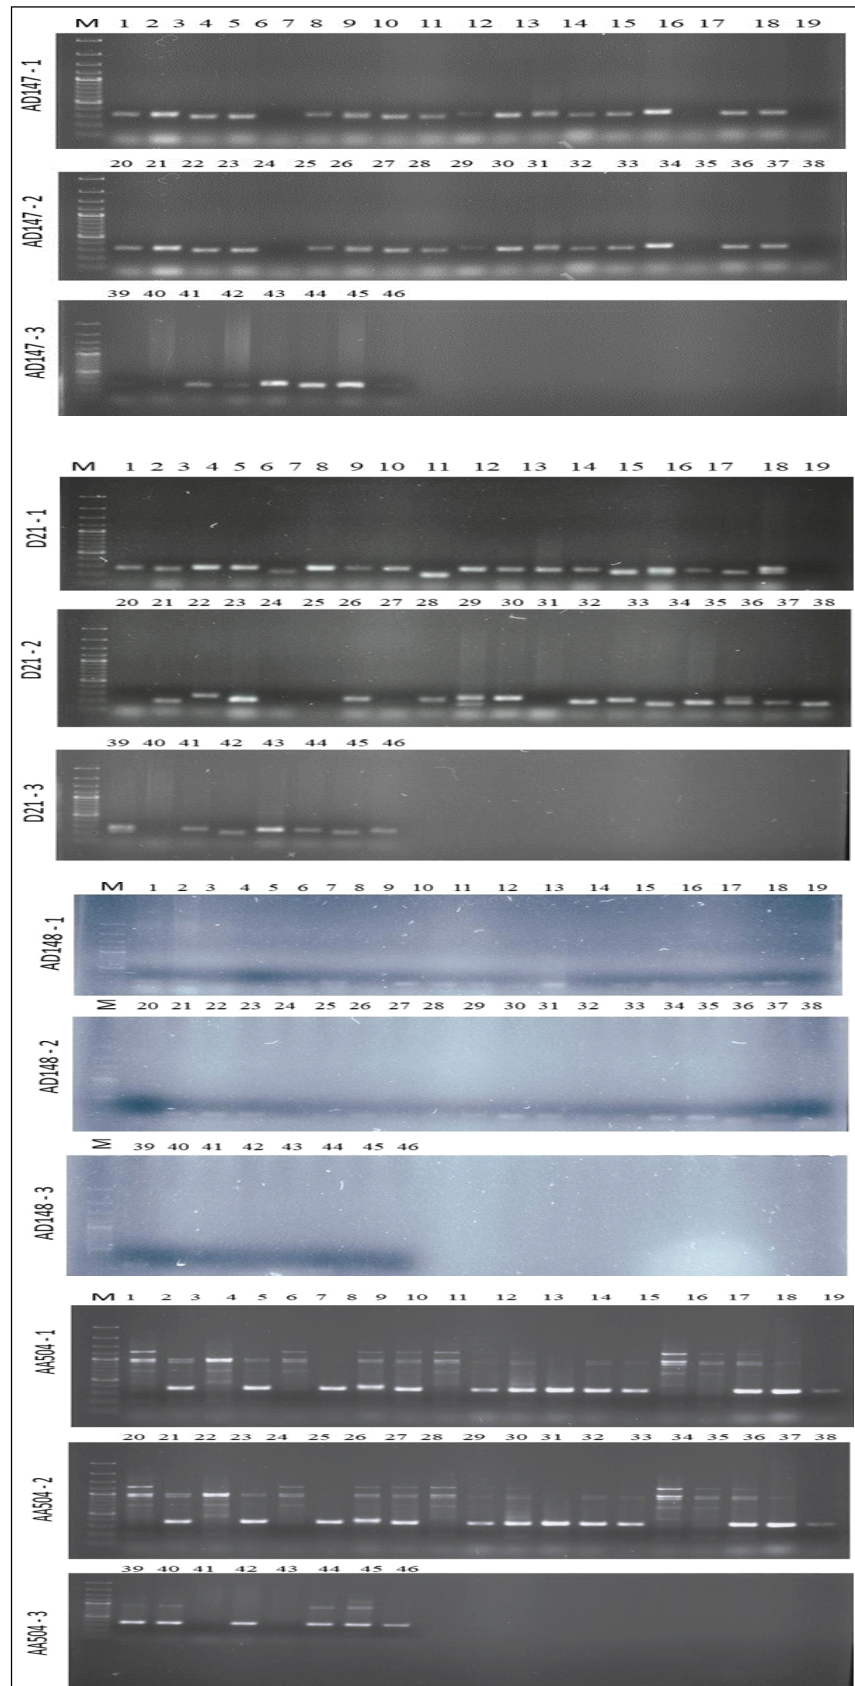 M 1 2 3 4 5 6 7 8 9 10 11 12 13 14 15 16 17 18 19
AD147-1
20 21 22 23 24 25 26 27 28 29 30 31 32 33 34 35 36 37 38
AD147-2
39 40 41 42 43 44 45 46
AD147-3
M 1 2 3 4 5 6 7 8 9 10 11 12 13 14 15 16 17 18 19
D21-1
20 21 22 23 24 25 26 27 28 29 30 31 32 33 34 35 36 37 38
D21-2
39 40 41 42 43 44 45 46
D21-3
M 1 2 3 4 5 6 7 8 9 10 11 12 13 14 15 16 17 18 19
AD148-1
M 20 21 22 23 24 25 26 27 28 29 30 31 32 33 34 35 36 37 38
AD148-2
M 39 40 41 42 43 44 45 46
AD148-3
M 1 2 3 4 5 6 7 8 9 10 11 12 13 14 15 16 17 18 19
AA504-1
20 21 22 23 24 25 26 27 28 29 30 31 32 33 34 35 36 37 38
AA504-2
39 40 41 42 43 44 45 46
AA504-3